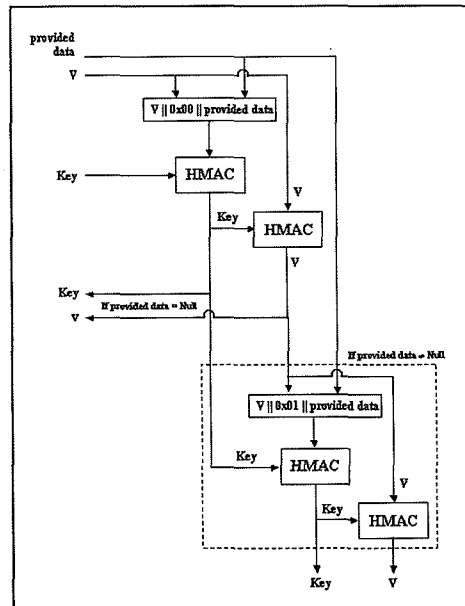 provided
data
V
V || 0x00 || provided data
Key
HMAC
V
Key
HMAC
V
Key
If provided data = Null
V
If provided data ≠ Null
V || 0x01 || provided data
Key
HMAC
V
Key
HMAC
Key
V